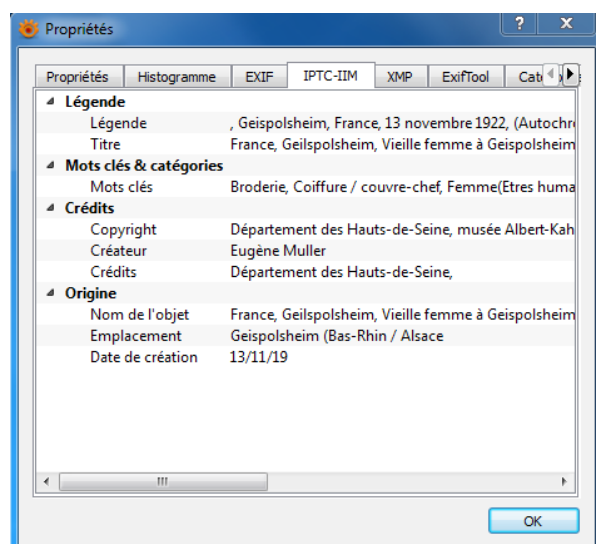 Propriétés
?
x
Propriétés Histogramme EXIF IPTC-IIM XMP ExifTool
Légende
Légende , Geispolsheim, France, 13 novembre 1922, (Autochr
Titre France, Geilspolsheim, Vieille femme à Geispolsheim
Mots clés & catégories
Mots clés Broderie, Coiffure / couvre-chef, Femme(Etres huma
Crédits
Copyright Département des Hauts-de-Seine, musée Albert-Kah
Créateur Eugène Muller
Crédits Département des Hauts-de-Seine,
Origine
Nom de l'objet France, Geilspolsheim, Vieille femme à Geispolsheim
Emplacement Geispolsheim (Bas-Rhin / Alsace
Date de création 13/11/19
OK